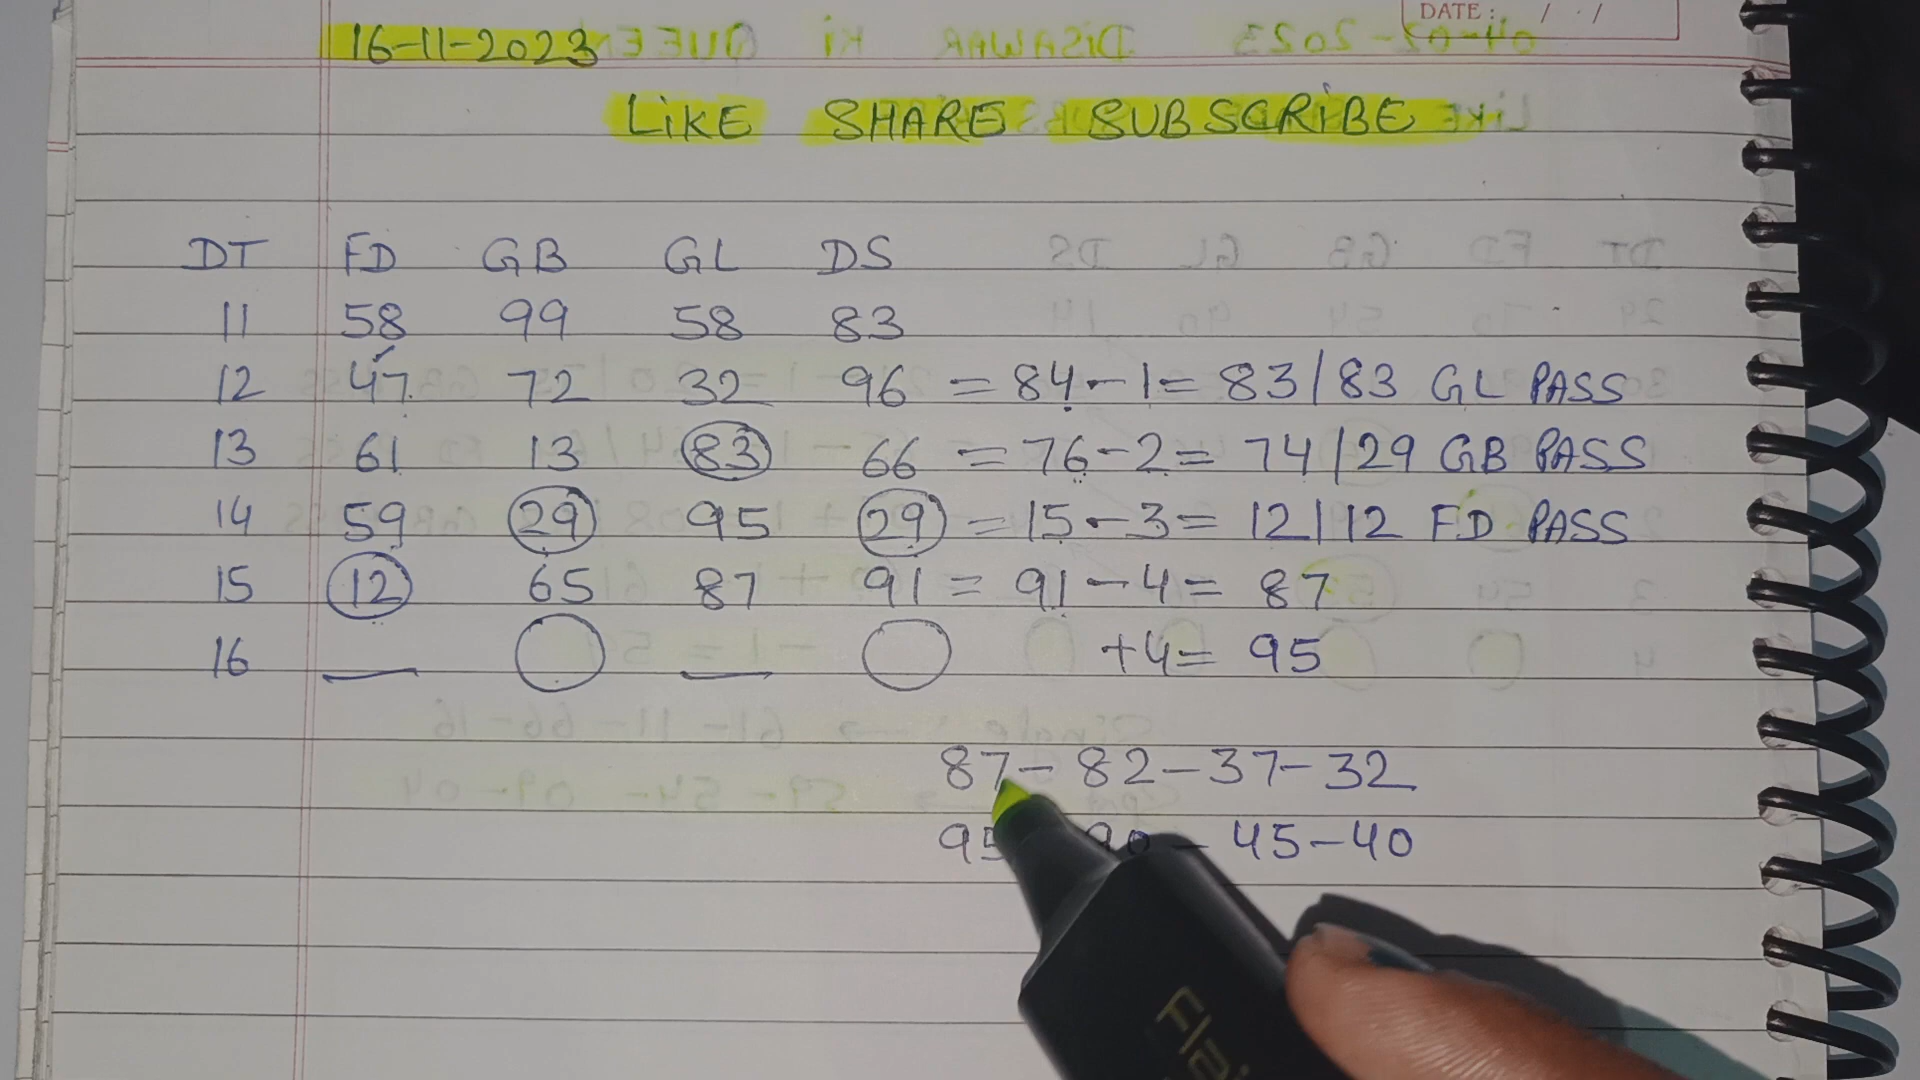 DATE: / /
16-11-2023
LiKE SHARE SUBSCRiBE
DT FD GB GL DS
11 58 99 58 83
12 47 72 32 96 = 84-1= 83/83 GL PASS
13 61 13 83 66 = 76-2= 74/29 GB PASS
14 59 29 95 29 = 15-3= 12/12 FD PASS
15 12 65 87 91 = 91-4= 87
16 +4= 95
87-82-37-32
95 90 - 45-40